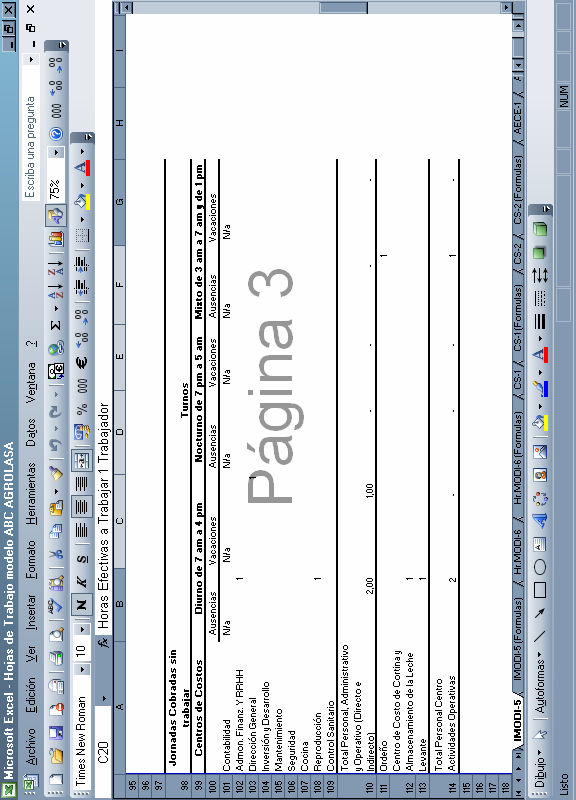 Microsoft Excel - Hojas de Trabajo modelo ABC AGROLASA
Archivo Edición Ver Insertar Formato Herramientas Datos Ventana ? Escriba una pregunta
75%
Times New Roman 10 N K S % 000 €
C20 fx Horas Efectivas a Trabajar 1 Trabajador
A B C D E F G H I
95
96
97 Jornadas Cobradas sin
98 trabajar Turnos
99 Centros de Costos Diurno de 7 am a 4 pm Nocturno de 7 pm a 5 am Mixto de 3 am a 7 am y de 1 pm
100 Ausencias Vacaciones Ausencias Vacaciones Ausencias Vacaciones
101 Contabilidad N/a N/a N/a N/a N/a N/a
102 Admon, Finanz. Y RRHH 1
103 Dirección General 1
104 Inversión y Desarrollo
105 Mantenimiento
106 Seguridad
107 Cocina
108 Reproducción 1
109 Control Sanitario
Total Personal, Administrativo
y Operativo (Directo e
110 Indirecto) 2,00 1,00 - - - -
111 Ordeño 1
Centro de Costo de Cortina y
112 Almacenamiento de la Leche 1
113 Levante 1
Total Personal Centro
114 Actividades Operativas 2 - - - 1 -
115
116
117
118
Página 3
IMODI-5 IMODI-5 (Formulas) Hr.MODI-6 Hr.MODI-6 (Formulas) CS-1 CS-1 (Formulas) CS-2 CS-2 (Formulas) AECE-1
Dibujo Autoformas
Listo NUM